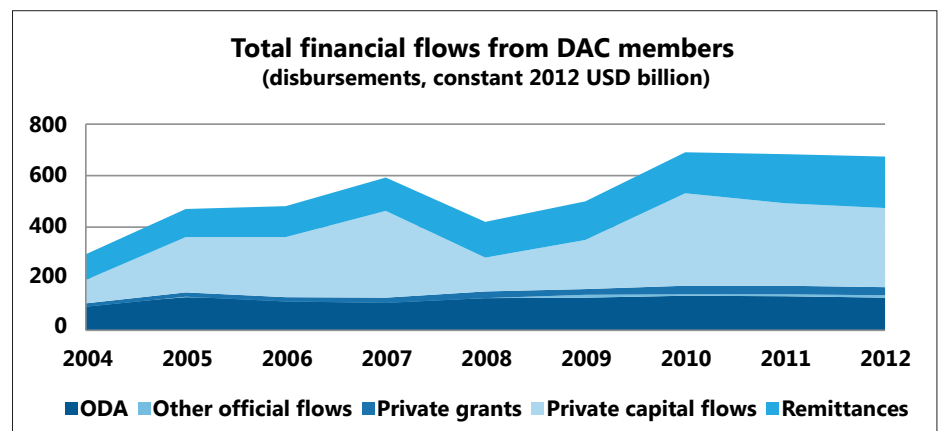 Total financial flows from DAC members
(disbursements, constant 2012 USD billion)
800
600
400
200
0
2004 2005 2006 2007 2008 2009 2010 2011 2012
ODA Other official flows Private grants Private capital flows Remittances